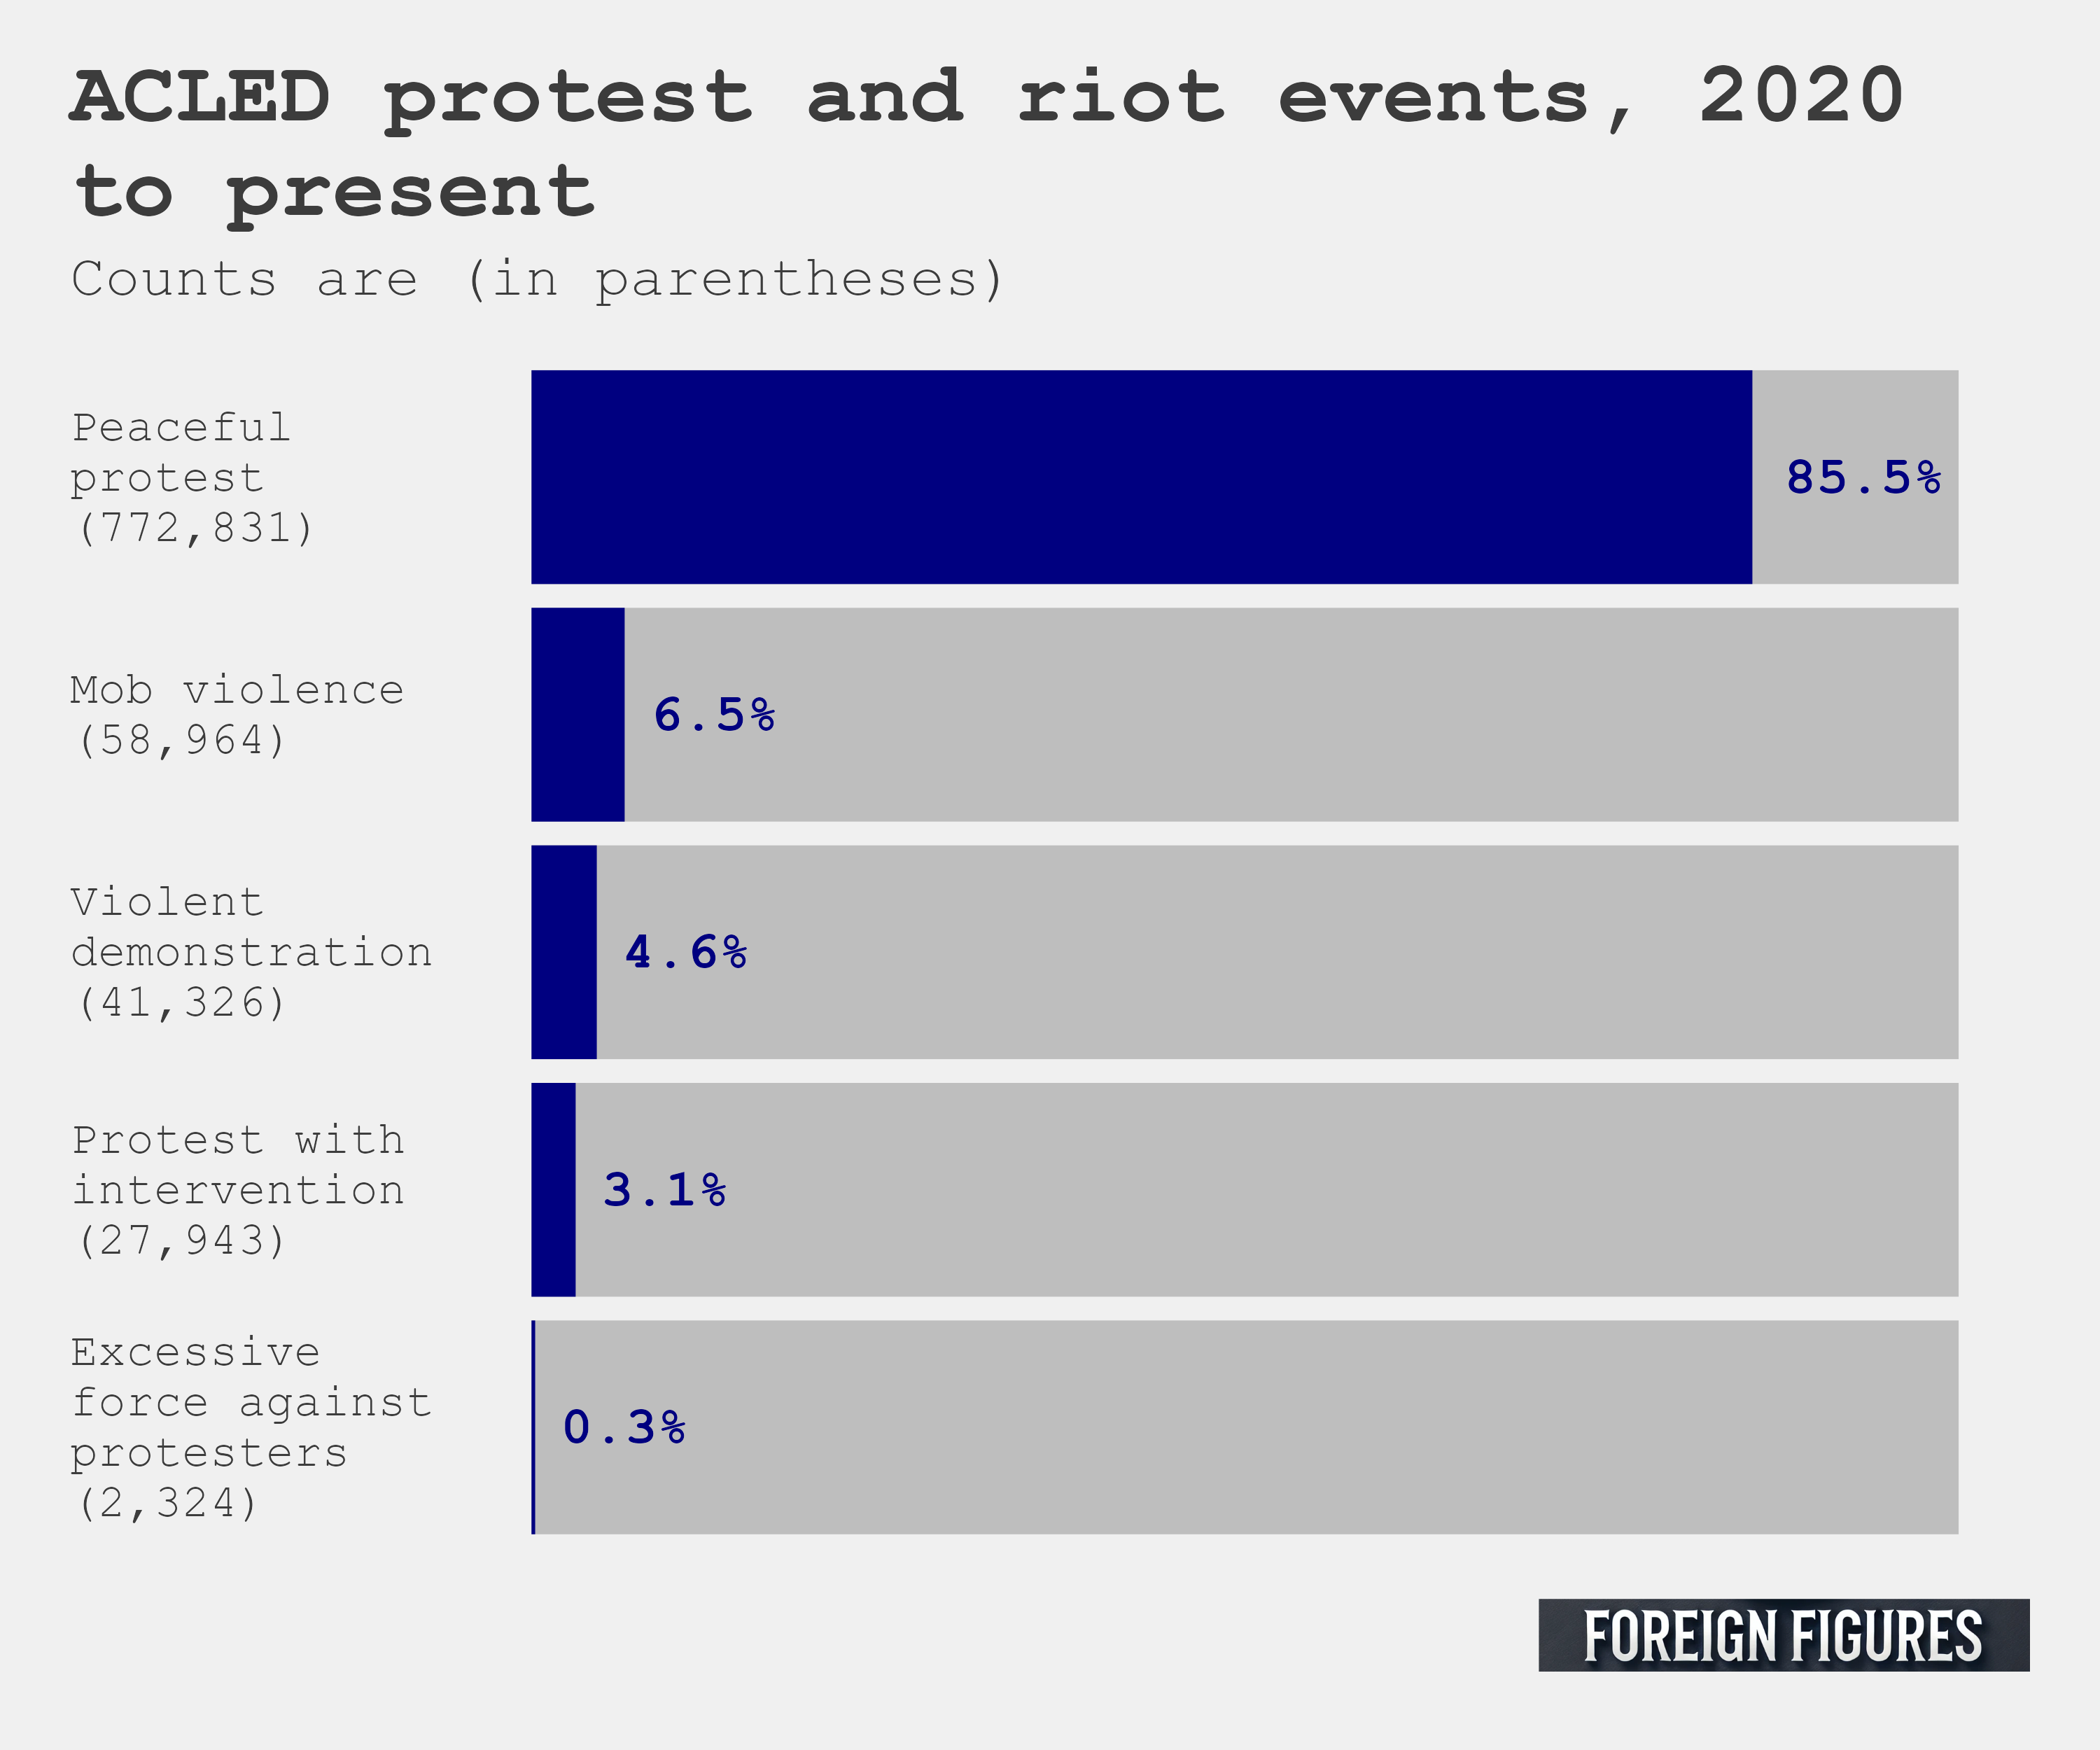 ACLED protest and riot events, 2020
to present
Counts are (in parentheses)
Peaceful
protest
(772,831)
85.5%
Mob violence
(58,964)
6.5%
Violent
demonstration
(41,326)
4.6%
Protest with
intervention
(27,943)
3.1%
Excessive
force against
protesters
(2,324)
0.3%
FOREIGN FIGURES